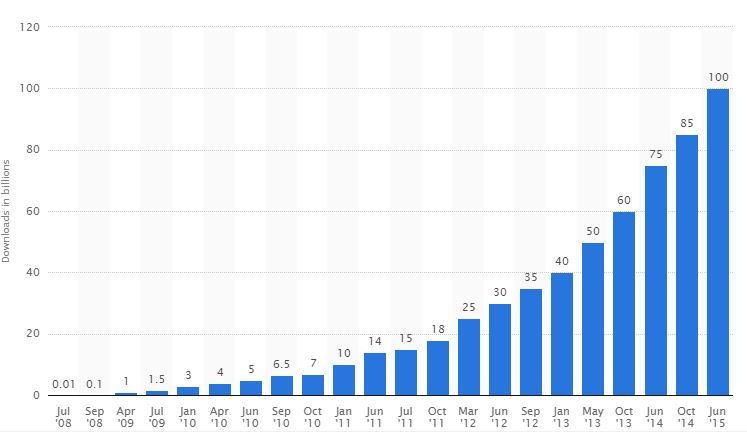 120
100
80
60
40
20
0
Downloads in billions
0.01 0.1 1 1.5 3 4 5 6.5 7 10 14 15 18 25 30 35 40 50 60 75 85 100
Jul Sep Apr Jul Jan Apr Jun Sep Oct Jan Jun Jul Oct Mar Jun Sep Jan May Oct Jun Oct Jun
'08 '08 '09 '09 '10 '10 '10 '10 '10 '11 '11 '11 '11 '12 '12 '12 '13 '13 '13 '14 '14 '15